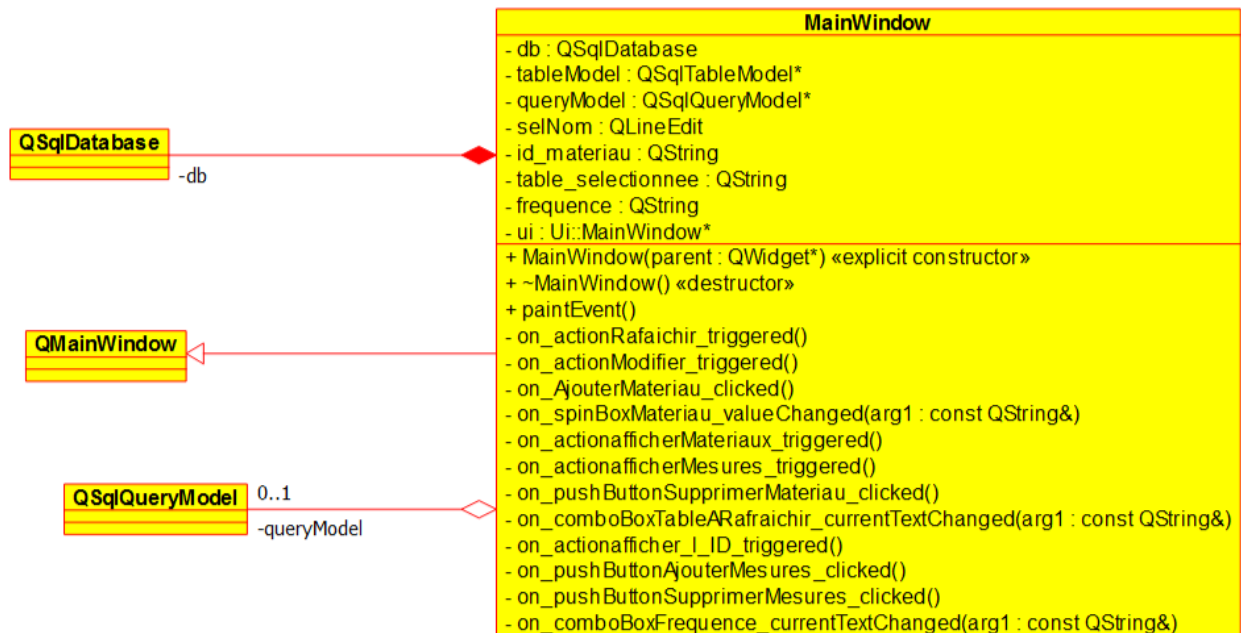 MainWindow
- db : QSqlDatabase
- tableModel : QSqlTableModel*
- queryModel : QSqlQueryModel*
- selNom : QLineEdit
- id_materiau : QString
- table_selectionnee : QString
- frequence : QString
- ui : Ui::MainWindow*
+ MainWindow(parent : QWidget*) «explicit constructor»
+ ~MainWindow() «destructor»
+ paintEvent()
- on_actionRafaichir_triggered()
- on_actionModifier_triggered()
- on_AjouterMateriau_clicked()
- on_spinBoxMateriau_valueChanged(arg1 : const QString&)
- on_actionafficherMateriaux_triggered()
- on_actionafficherMesures_triggered()
- on_pushButtonSupprimerMateriau_clicked()
- on_comboBoxTableARafraichir_currentTextChanged(arg1 : const QString&)
- on_actionafficher_l_ID_triggered()
- on_pushButtonAjouterMesures_clicked()
- on_pushButtonSupprimerMesures_clicked()
- on_comboBoxFrequence_currentTextChanged(arg1 : const QString&)
QSqlDatabase
-db
QMainWindow
QSqlQueryModel
0..1
-queryModel